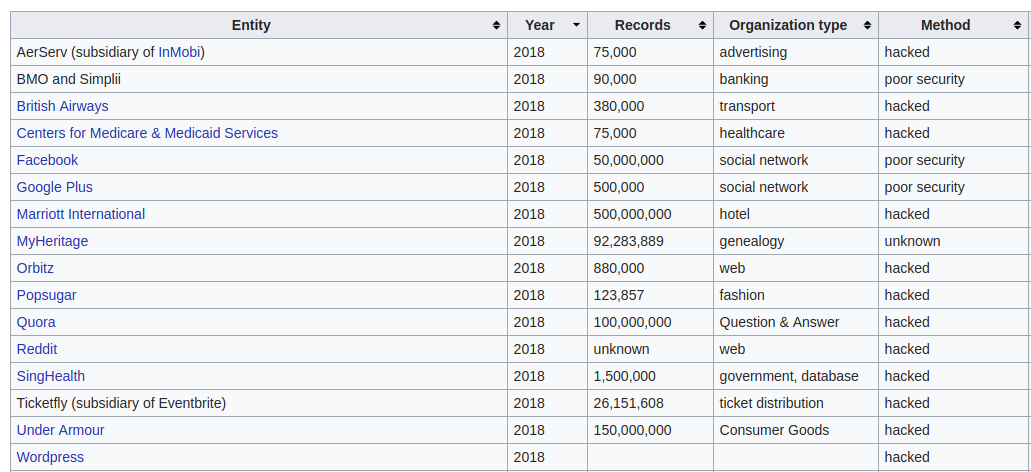 Entity Year Records Organization type Method
AerServ (subsidiary of InMobi) 2018 75,000 advertising hacked
BMO and Simplii 2018 90,000 banking poor security
British Airways 2018 380,000 transport hacked
Centers for Medicare & Medicaid Services 2018 75,000 healthcare hacked
Facebook 2018 50,000,000 social network poor security
Google Plus 2018 500,000 social network poor security
Marriott International 2018 500,000,000 hotel hacked
MyHeritage 2018 92,283,889 genealogy unknown
Orbitz 2018 880,000 web hacked
Popsugar 2018 123,857 fashion hacked
Quora 2018 100,000,000 Question & Answer hacked
Reddit 2018 unknown web hacked
SingHealth 2018 1,500,000 government, database hacked
Ticketfly (subsidiary of Eventbrite) 2018 26,151,608 ticket distribution hacked
Under Armour 2018 150,000,000 Consumer Goods hacked
Wordpress 2018 hacked